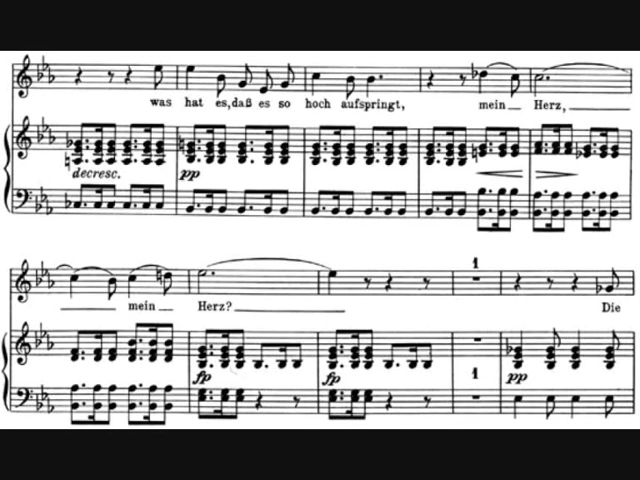 was hat es, daß es so hoch aufspringt, mein Herz,
decresc. pp
mein Herz? Die
1
fp fp 1 pp